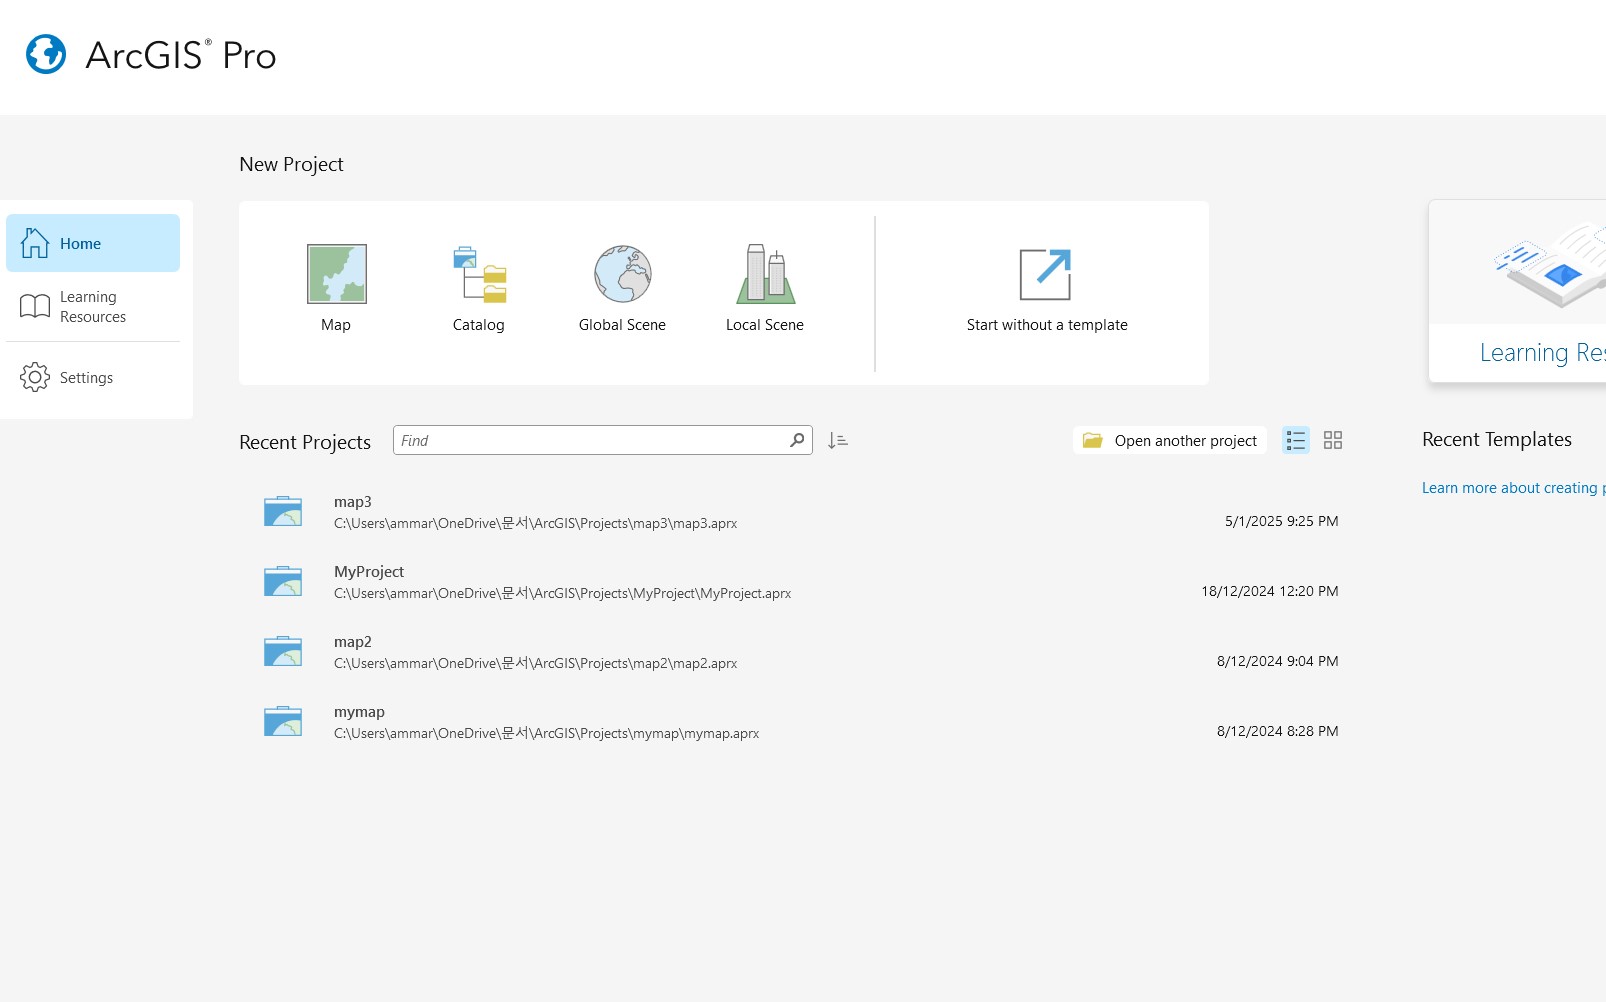 ArcGIS® Pro
New Project
Home
Learning
Resources
Settings
Map
Catalog
Global Scene
Local Scene
Start without a template
Learning Res
Recent Projects
Find
Open another project
Recent Templates
Learn more about creating p
map3
C:\Users\ammar\OneDrive\문서\ArcGIS\Projects\map3\map3.aprx
5/1/2025 9:25 PM
MyProject
C:\Users\ammar\OneDrive\문서\ArcGIS\Projects\MyProject\MyProject.aprx
18/12/2024 12:20 PM
map2
C:\Users\ammar\OneDrive\문서\ArcGIS\Projects\map2\map2.aprx
8/12/2024 9:04 PM
mymap
C:\Users\ammar\OneDrive\문서\ArcGIS\Projects\mymap\mymap.aprx
8/12/2024 8:28 PM